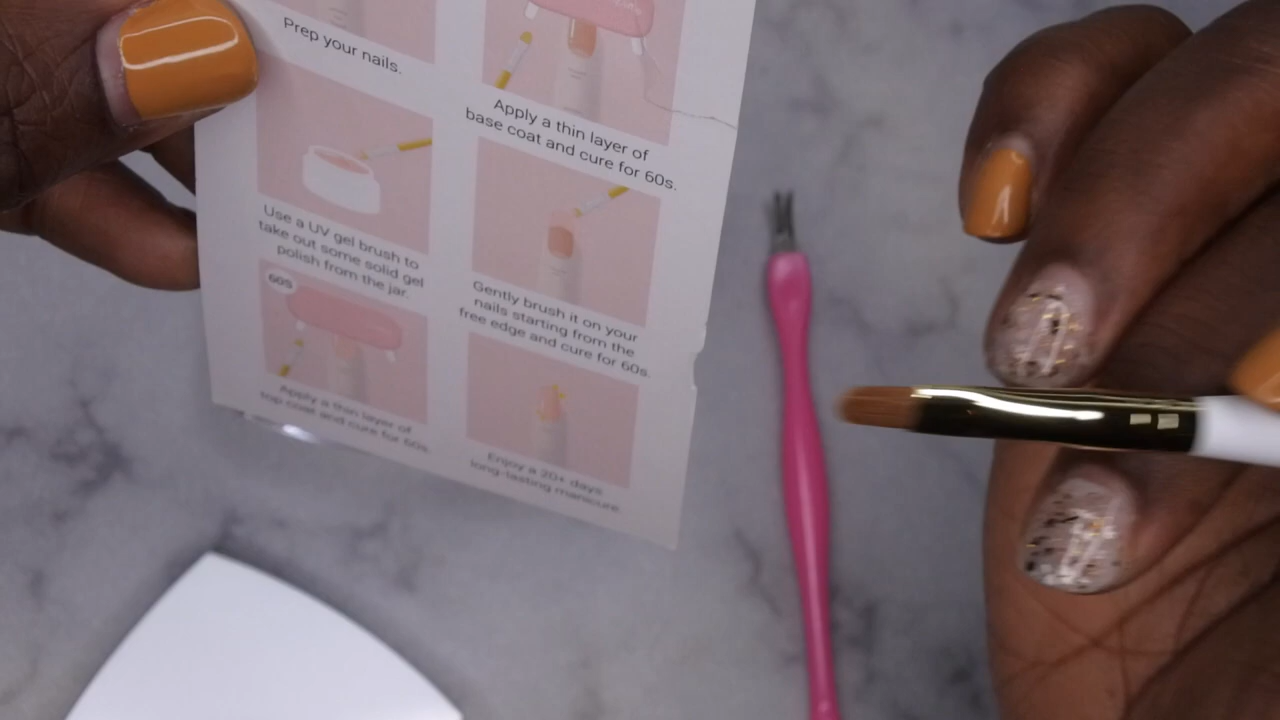 Prep your nails.
Apply a thin layer of
base coat and cure for 60s.
Use a UV gel brush to
take out some solid gel
polish from the jar.
Gently brush it on your
nails starting from the
free edge and cure for 60s.
60S
Apply a thin layer of
top coat and cure for 60s.
Enjoy a 20+ days
long-lasting manicure